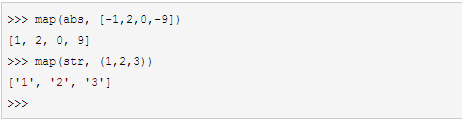 >>> map(abs, [-1,2,0,-9])
[1, 2, 0, 9]
>>> map(str, (1,2,3))
['1', '2', '3']
>>>